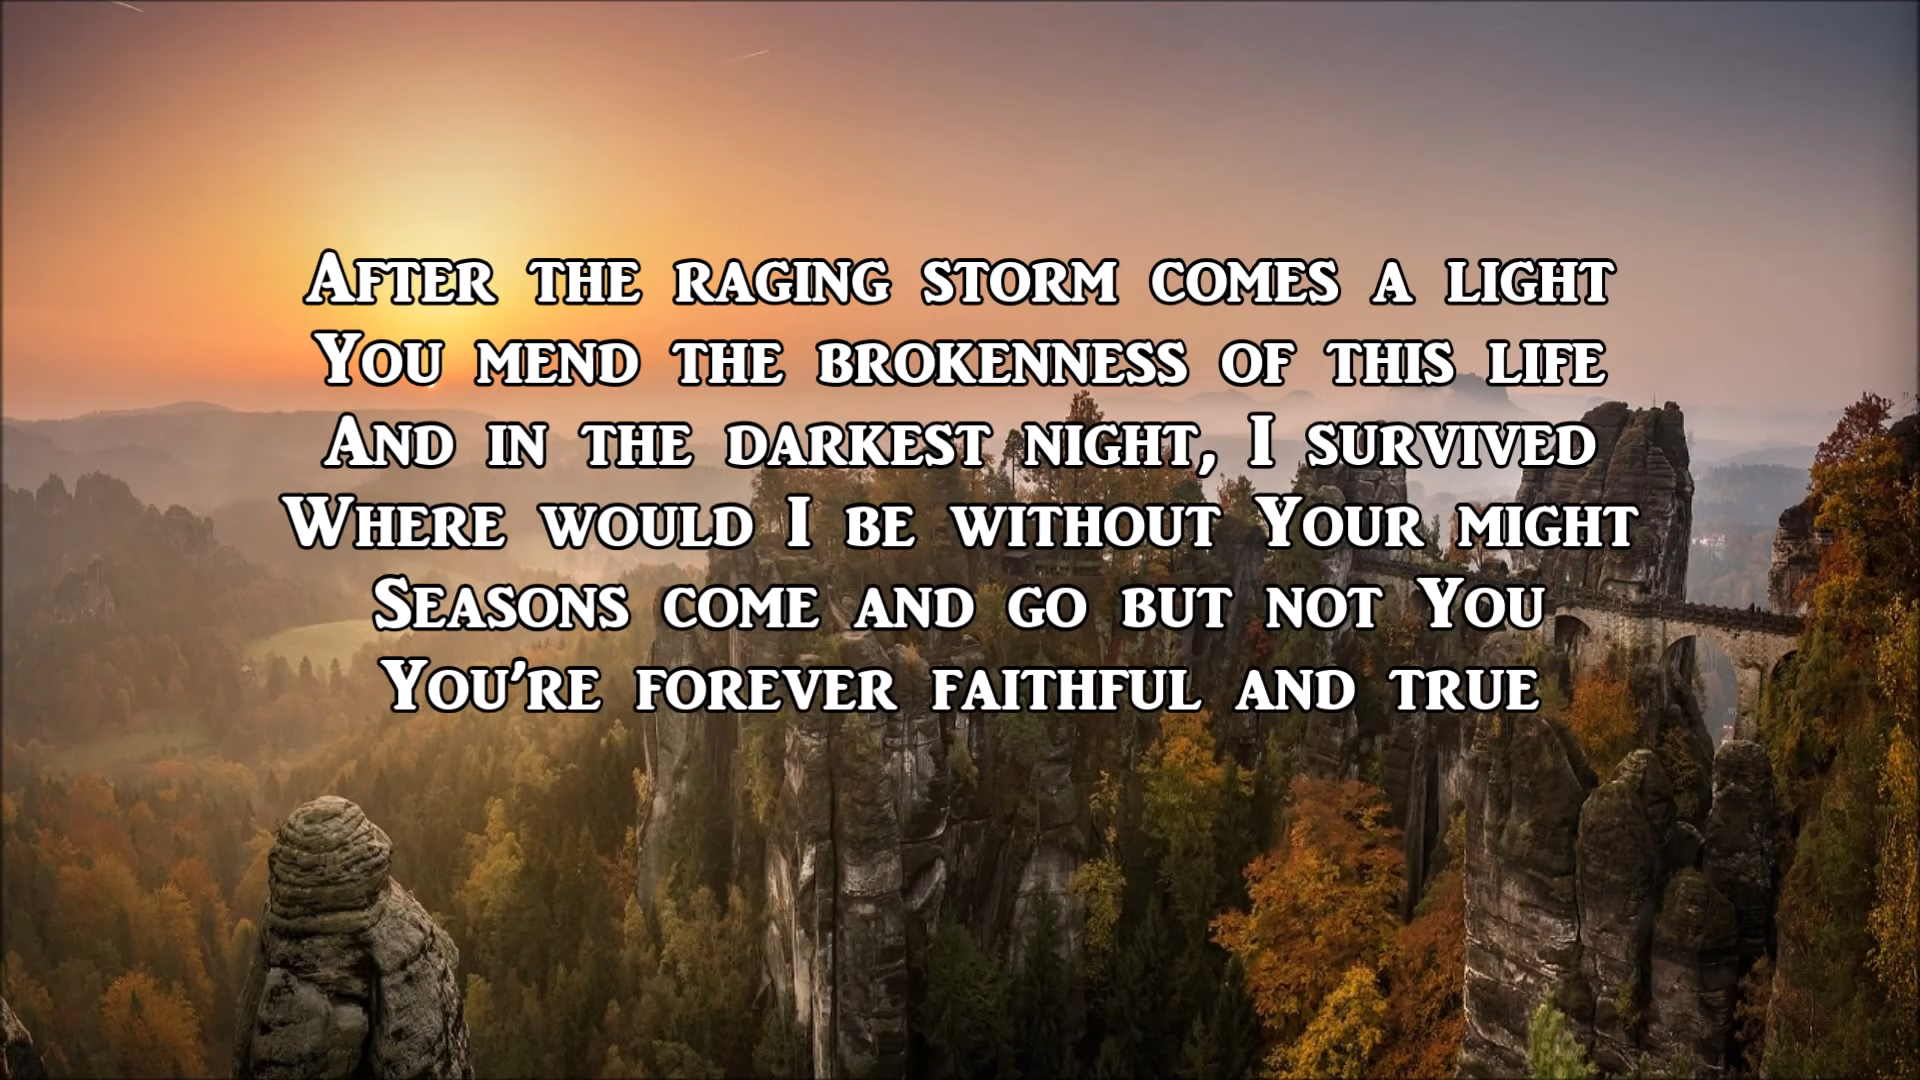 After the raging storm comes a light
You mend the brokenness of this life
And in the darkest night, I survived
Where would I be without Your might
Seasons come and go but not You
You're forever faithful and true